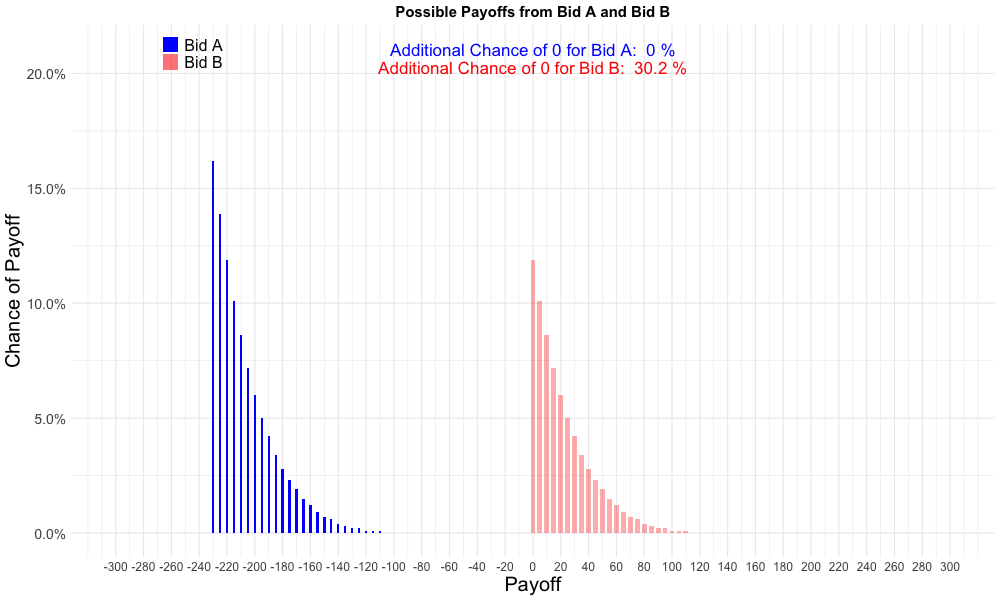 Possible Payoffs from Bid A and Bid B
Bid A
Bid B
Additional Chance of 0 for Bid A:  0 %
Additional Chance of 0 for Bid B:  30.2 %
Chance of Payoff
20.0%
15.0%
10.0%
5.0%
0.0%
-300 -280 -260 -240 -220 -200 -180 -160 -140 -120 -100 -80 -60 -40 -20 0 20 40 60 80 100 120 140 160 180 200 220 240 260 280 300
Payoff